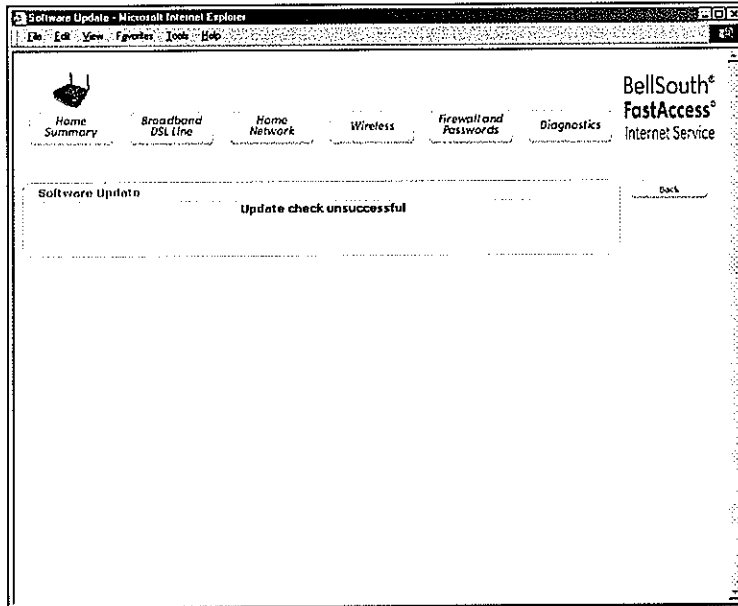 Software Update - Microsoft Internet Explorer
File Edit View Favorites Tools Help
BellSouth®
FastAccess®
Internet Service
Home Summary
Broadband DSL Line
Home Network
Wireless
Firewall and Passwords
Diagnostics
Software Update
Back
Update check unsuccessful